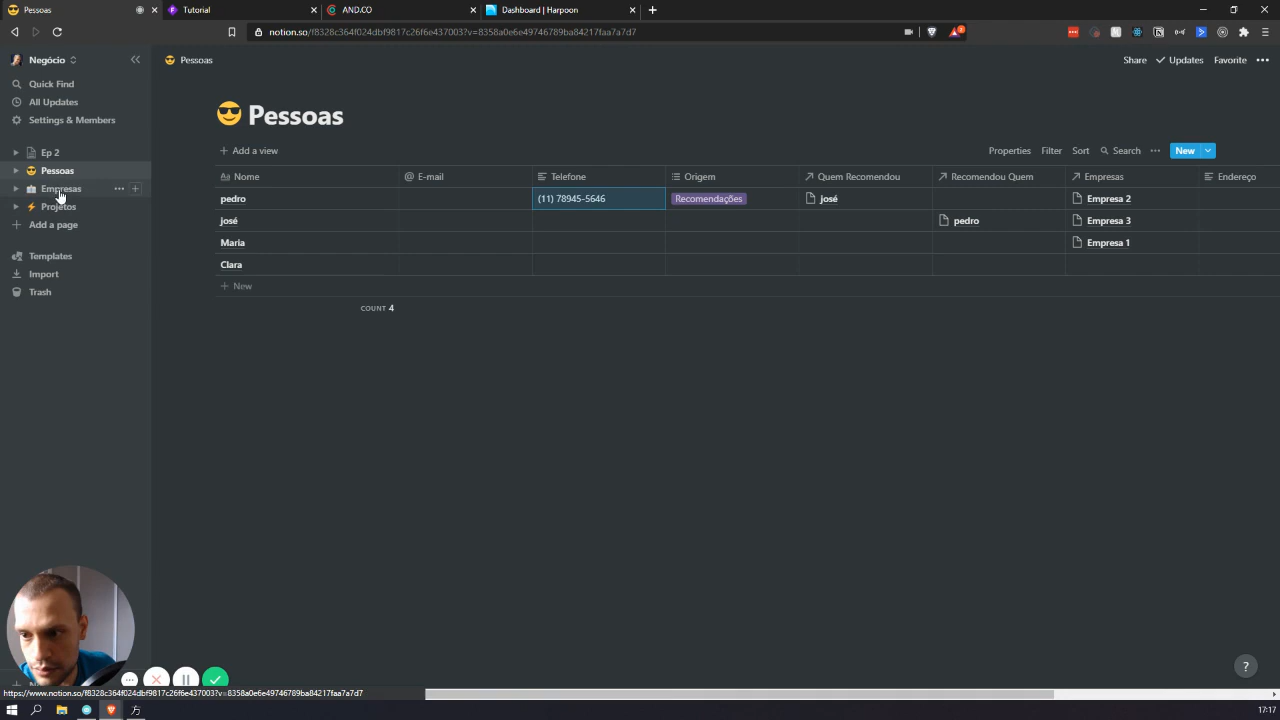 Pessoas
Tutorial
AND.CO
Dashboard | Harpoon
notion.so/f8328c364f024dbf9717c26f6e437003?v=8358a0e6e49746789ba84217faa7a7d7
2
Negócio
Pessoas
Share
Updates
Favorite
Quick Find
All Updates
Settings & Members
Pessoas
Ep 2
Pessoas
Empresas
Projetos
Add a page
Templates
Import
Trash
Add a view
Properties
Filter
Sort
Search
New
Nome
E-mail
Telefone
Origem
Quem Recomendou
Recomendou Quem
Empresas
Endereço
pedro
(11) 78945-5646
Recomendações
josé
Empresa 2
josé
pedro
Empresa 3
Maria
Empresa 1
Clara
New
COUNT 4
?
https://www.notion.so/f8328c364f024dbf9717c26f6e437003?v=8358a0e6e49746789ba84217faa7a7d7
17:17